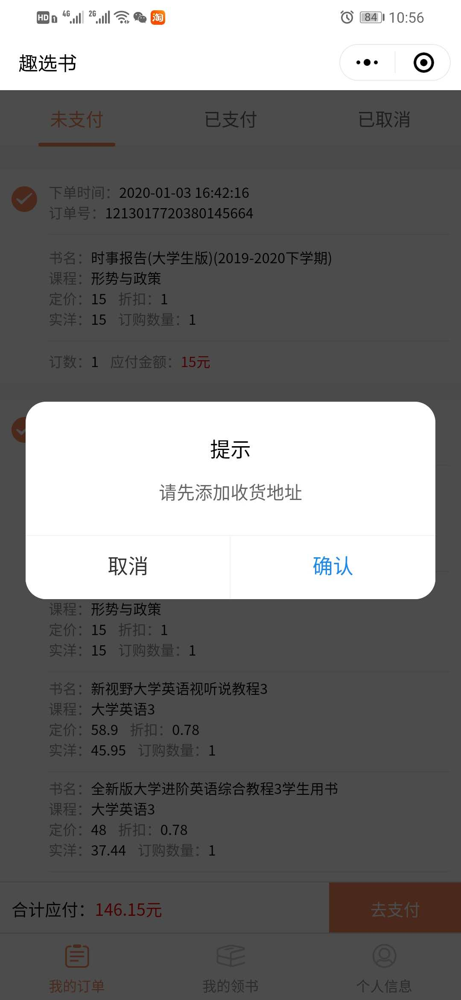 HD 1 4G 2G 淘 84 10:56
趣选书
未支付 已支付 已取消
下单时间：2020-01-03 16:42:16
订单号：1213017720380145664
书名：时事报告(大学生版)(2019-2020下学期)
课程：形势与政策
定价：15 折扣：1
实洋：15 订购数量：1
订数：1 应付金额：15元
提示
请先添加收货地址
取消 确认
课程：形势与政策
定价：15 折扣：1
实洋：15 订购数量：1
书名：新视野大学英语视听说教程3
课程：大学英语3
定价：58.9 折扣：0.78
实洋：45.95 订购数量：1
书名：全新版大学进阶英语综合教程3学生用书
课程：大学英语3
定价：48 折扣：0.78
实洋：37.44 订购数量：1
合计应付：146.15元 去支付
我的订单 我的领书 个人信息